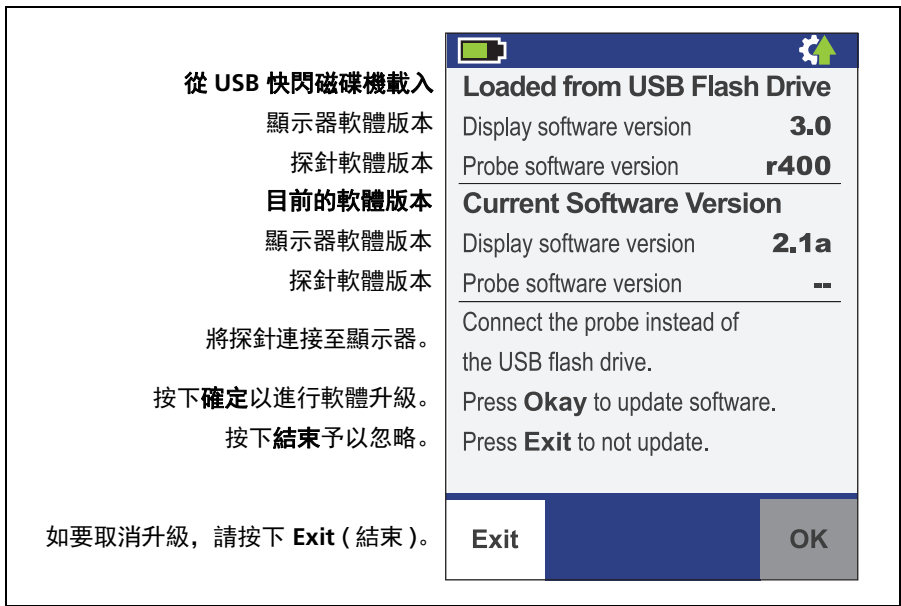 從 USB 快閃磁碟機載入
顯示器軟體版本
探針軟體版本
目前的軟體版本
顯示器軟體版本
探針軟體版本
將探針連接至顯示器。
按下確定以進行軟體升級。
按下結束予以忽略。
如要取消升級，請按下 Exit ( 結束 )。
Loaded from USB Flash Drive
Display software version 3.0
Probe software version r400
Current Software Version
Display software version 2.1a
Probe software version --
Connect the probe instead of
the USB flash drive.
Press Okay to update software.
Press Exit to not update.
Exit OK